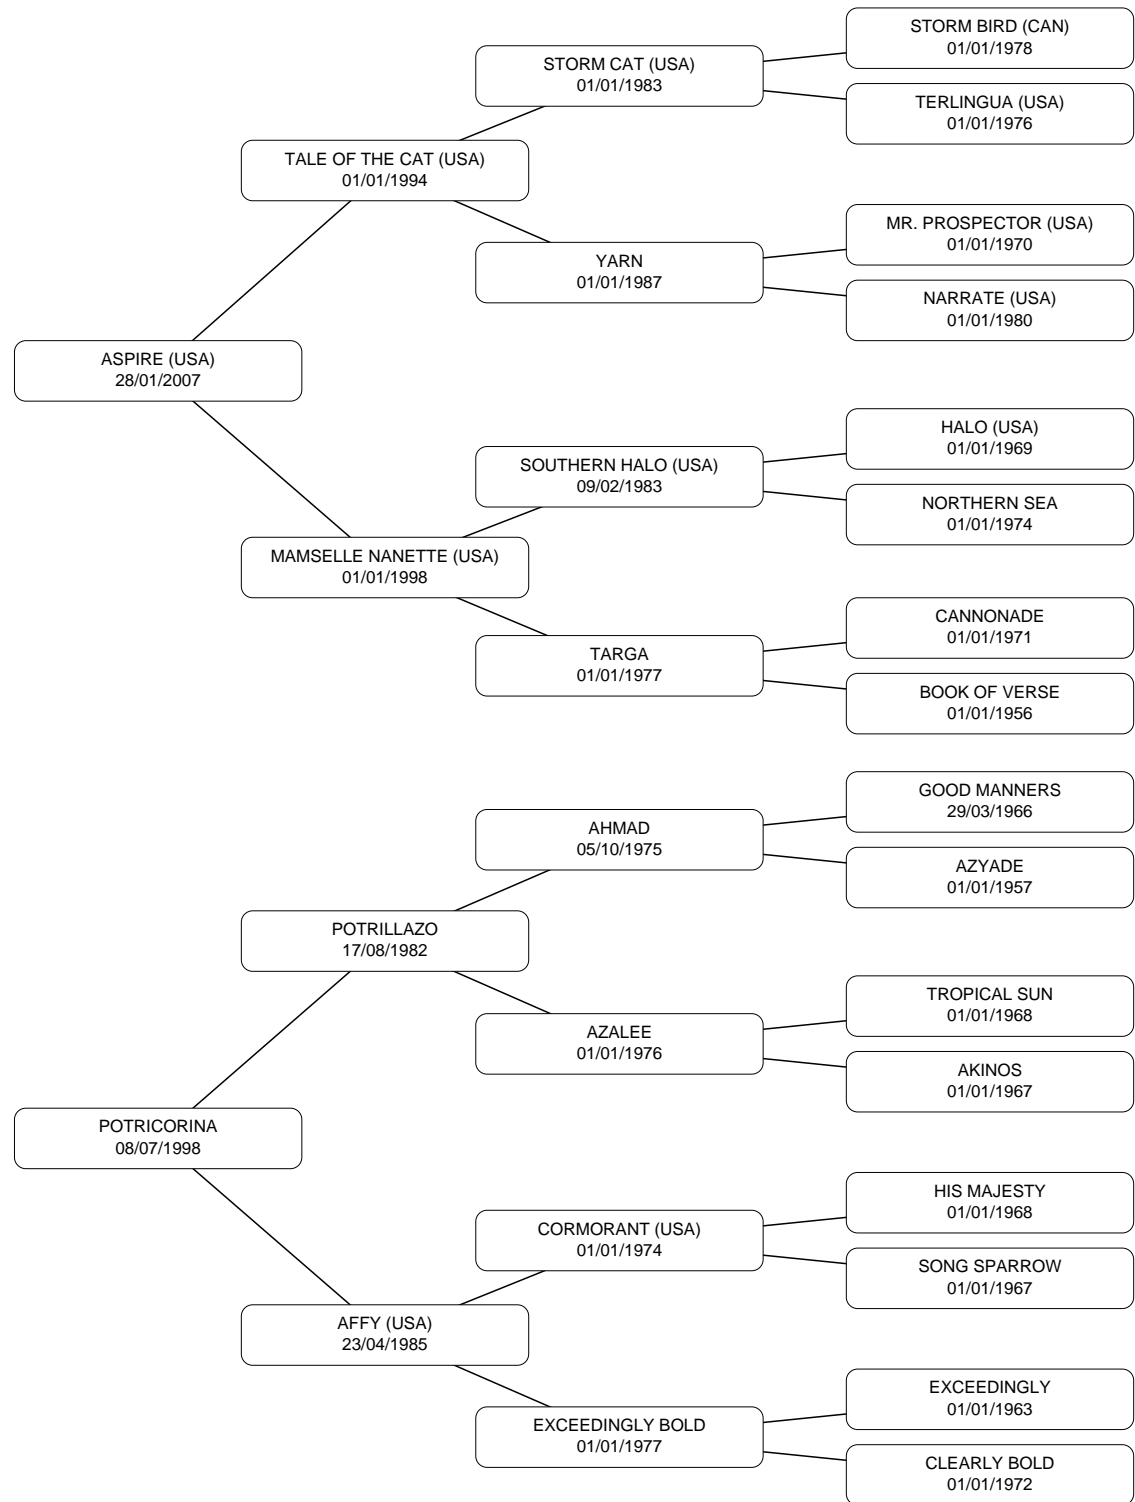 STORM BIRD (CAN)
01/01/1978
STORM CAT (USA)
01/01/1983
TERLINGUA (USA)
01/01/1976
TALE OF THE CAT (USA)
01/01/1994
MR. PROSPECTOR (USA)
01/01/1970
YARN
01/01/1987
NARRATE (USA)
01/01/1980
ASPIRE (USA)
28/01/2007
HALO (USA)
01/01/1969
SOUTHERN HALO (USA)
09/02/1983
NORTHERN SEA
01/01/1974
MAMSELLE NANETTE (USA)
01/01/1998
CANNONADE
01/01/1971
TARGA
01/01/1977
BOOK OF VERSE
01/01/1956
GOOD MANNERS
29/03/1966
AHMAD
05/10/1975
AZYADE
01/01/1957
POTRILLAZO
17/08/1982
TROPICAL SUN
01/01/1968
AZALEE
01/01/1976
AKINOS
01/01/1967
POTRICORINA
08/07/1998
HIS MAJESTY
01/01/1968
CORMORANT (USA)
01/01/1974
SONG SPARROW
01/01/1967
AFFY (USA)
23/04/1985
EXCEEDINGLY
01/01/1963
EXCEEDINGLY BOLD
01/01/1977
CLEARLY BOLD
01/01/1972